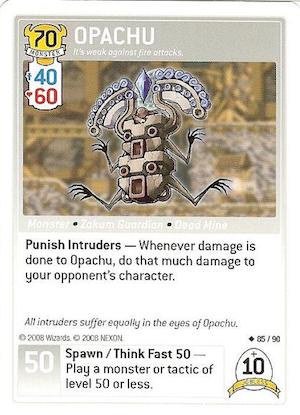 70 OPACHU
MONSTER
It's weak against fire attacks.
+40
60
Monster • Zakum Guardian • Dead Mine
Punish Intruders — Whenever damage is
done to Opachu, do that much damage to
your opponent's character.
All intruders suffer equally in the eyes of Opachu.
© 2008 Wizards. © 2008 NEXON.
◆ 85 / 90
50
Spawn / Think Fast 50 —
Play a monster or tactic of
level 50 or less.
+
10